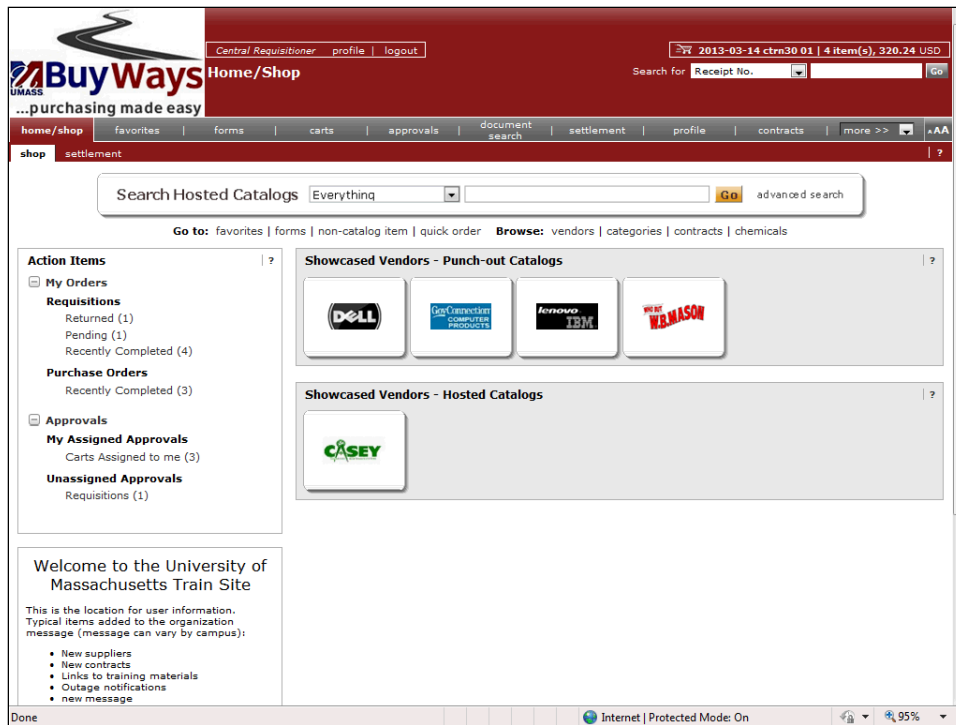 UMASS BuyWays
...purchasing made easy
Central Requisitioner profile | logout
2013-03-14 ctrn30 01 | 4 item(s), 320.24 USD
Home/Shop
Search for Receipt No. Go
home/shop favorites | forms | carts | approvals | document search | settlement | profile | contracts | more >> AAA
shop settlement | ?
Search Hosted Catalogs Everything Go advanced search
Go to: favorites | forms | non-catalog item | quick order Browse: vendors | categories | contracts | chemicals
Action Items | ?
My Orders
Requisitions
Returned (1)
Pending (1)
Recently Completed (4)
Purchase Orders
Recently Completed (3)
Approvals
My Assigned Approvals
Carts Assigned to me (3)
Unassigned Approvals
Requisitions (1)
Showcased Vendors - Punch-out Catalogs | ?
DELL
GovConnection
COMPUTER
PRODUCTS
lenovo
IBM
WHO BUT
W.B.MASON
Showcased Vendors - Hosted Catalogs | ?
CASEY
Welcome to the University of
Massachusetts Train Site
This is the location for user information.
Typical items added to the organization
message (message can vary by campus):
• New suppliers
• New contracts
• Links to training materials
• Outage notifications
• new message
Done Internet | Protected Mode: On 95%